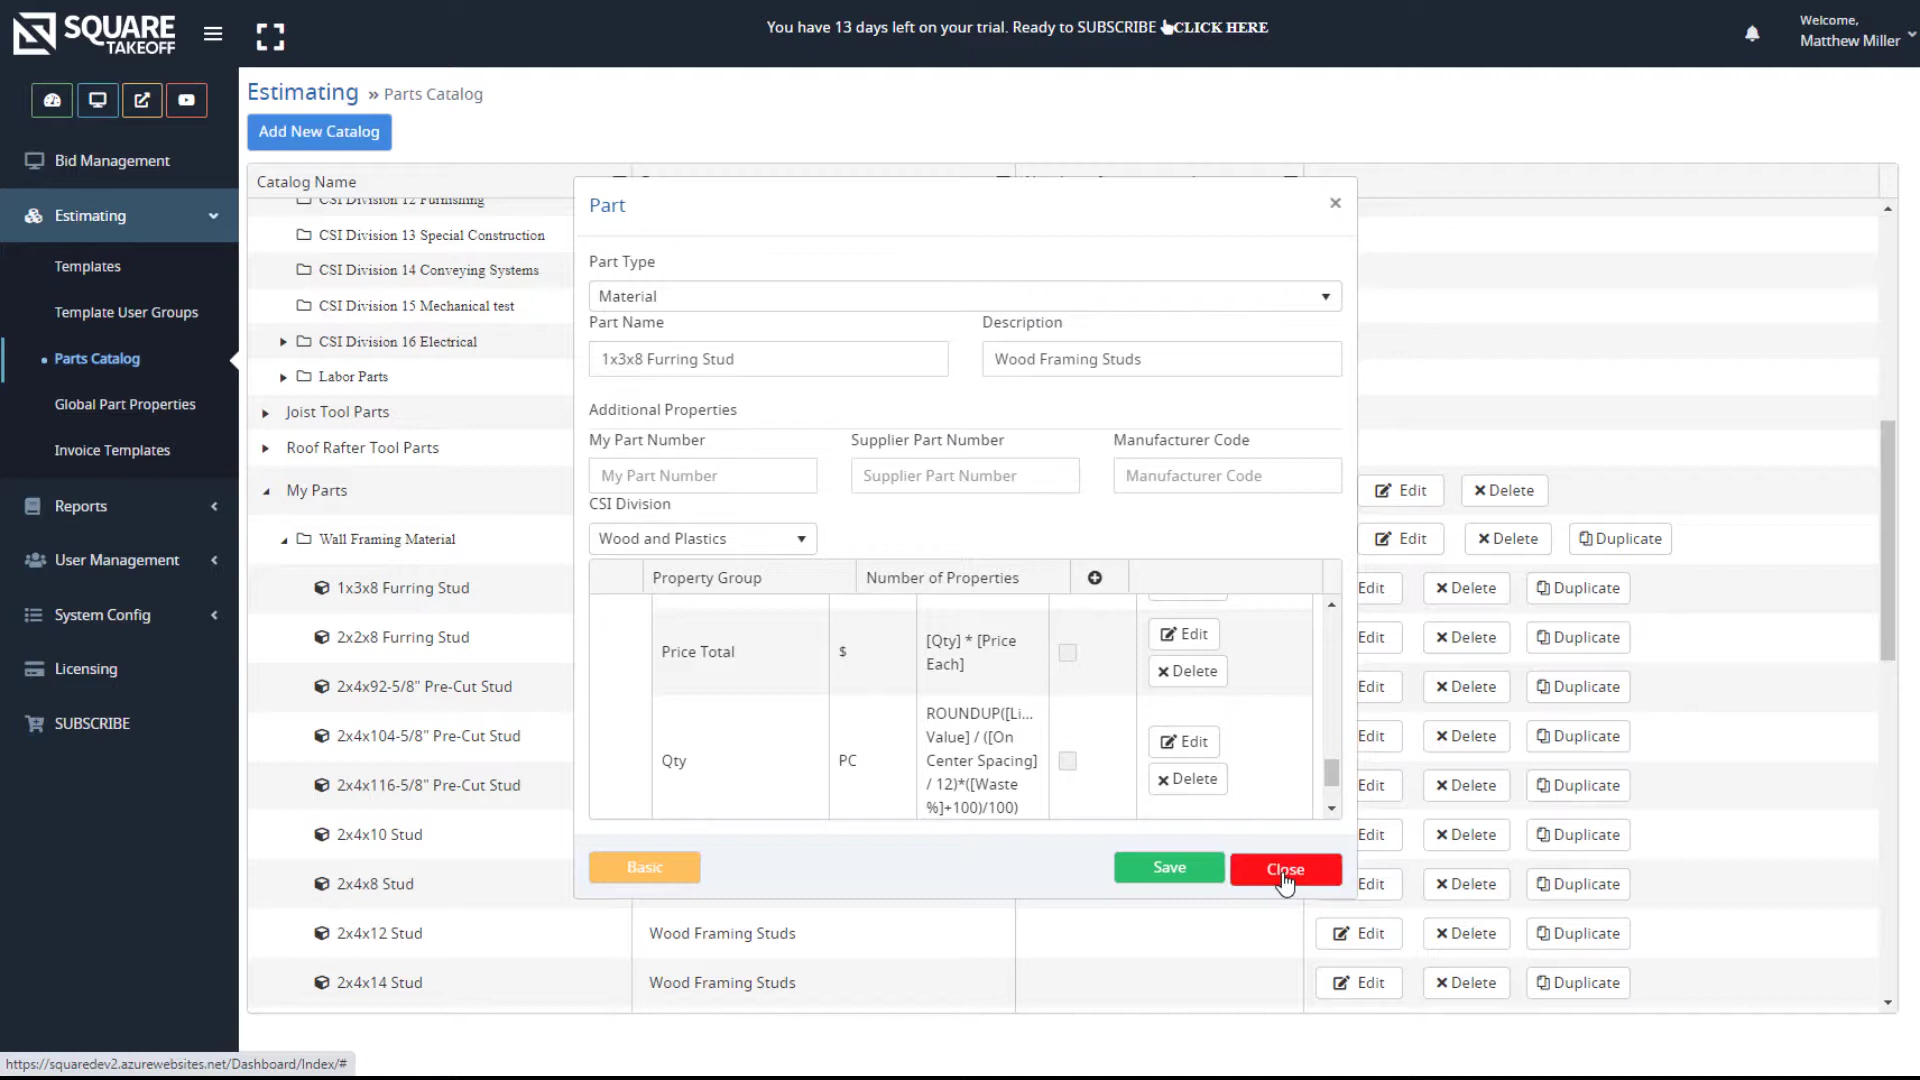 SQUARE
TAKEOFF
You have 13 days left on your trial. Ready to SUBSCRIBE CLICK HERE
Welcome,
Matthew Miller
Bid Management
Estimating
Templates
Template User Groups
Parts Catalog
Global Part Properties
Invoice Templates
Reports
User Management
System Config
Licensing
SUBSCRIBE
Estimating » Parts Catalog
Add New Catalog
Catalog Name
CSI Division 12 Furnishing
CSI Division 13 Special Construction
CSI Division 14 Conveying Systems
CSI Division 15 Mechanical test
CSI Division 16 Electrical
Labor Parts
Joist Tool Parts
Roof Rafter Tool Parts
My Parts
Edit Delete
Wall Framing Material
Edit Delete Duplicate
1x3x8 Furring Stud
Edit Delete Duplicate
2x2x8 Furring Stud
Edit Delete Duplicate
2x4x92-5/8" Pre-Cut Stud
Edit Delete Duplicate
2x4x104-5/8" Pre-Cut Stud
Edit Delete Duplicate
2x4x116-5/8" Pre-Cut Stud
Edit Delete Duplicate
2x4x10 Stud
Edit Delete Duplicate
2x4x8 Stud
Edit Delete Duplicate
2x4x12 Stud Wood Framing Studs Edit Delete Duplicate
2x4x14 Stud Wood Framing Studs Edit Delete Duplicate
Part
×
Part Type
Material
Part Name Description
1x3x8 Furring Stud Wood Framing Studs
Additional Properties
My Part Number Supplier Part Number Manufacturer Code
My Part Number Supplier Part Number Manufacturer Code
CSI Division
Wood and Plastics
Property Group Number of Properties
Price Total $
[Qty] * [Price
Each]
Edit
Delete
Qty PC
ROUNDUP([Li...
Value] / ([On
Center Spacing]
/ 12)*([Waste
%]+100)/100)
Edit
Delete
Basic Save Close
https://squaredev2.azurewebsites.net/Dashboard/Index/#